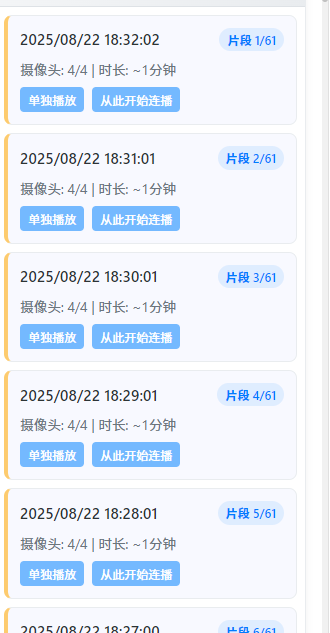 2025/08/22 18:32:02 片段 1/61
摄像头: 4/4 | 时长: ~1分钟
单独播放 从此开始连播
2025/08/22 18:31:01 片段 2/61
摄像头: 4/4 | 时长: ~1分钟
单独播放 从此开始连播
2025/08/22 18:30:01 片段 3/61
摄像头: 4/4 | 时长: ~1分钟
单独播放 从此开始连播
2025/08/22 18:29:01 片段 4/61
摄像头: 4/4 | 时长: ~1分钟
单独播放 从此开始连播
2025/08/22 18:28:01 片段 5/61
摄像头: 4/4 | 时长: ~1分钟
单独播放 从此开始连播
2025/08/22 18:27:00 片段 6/61